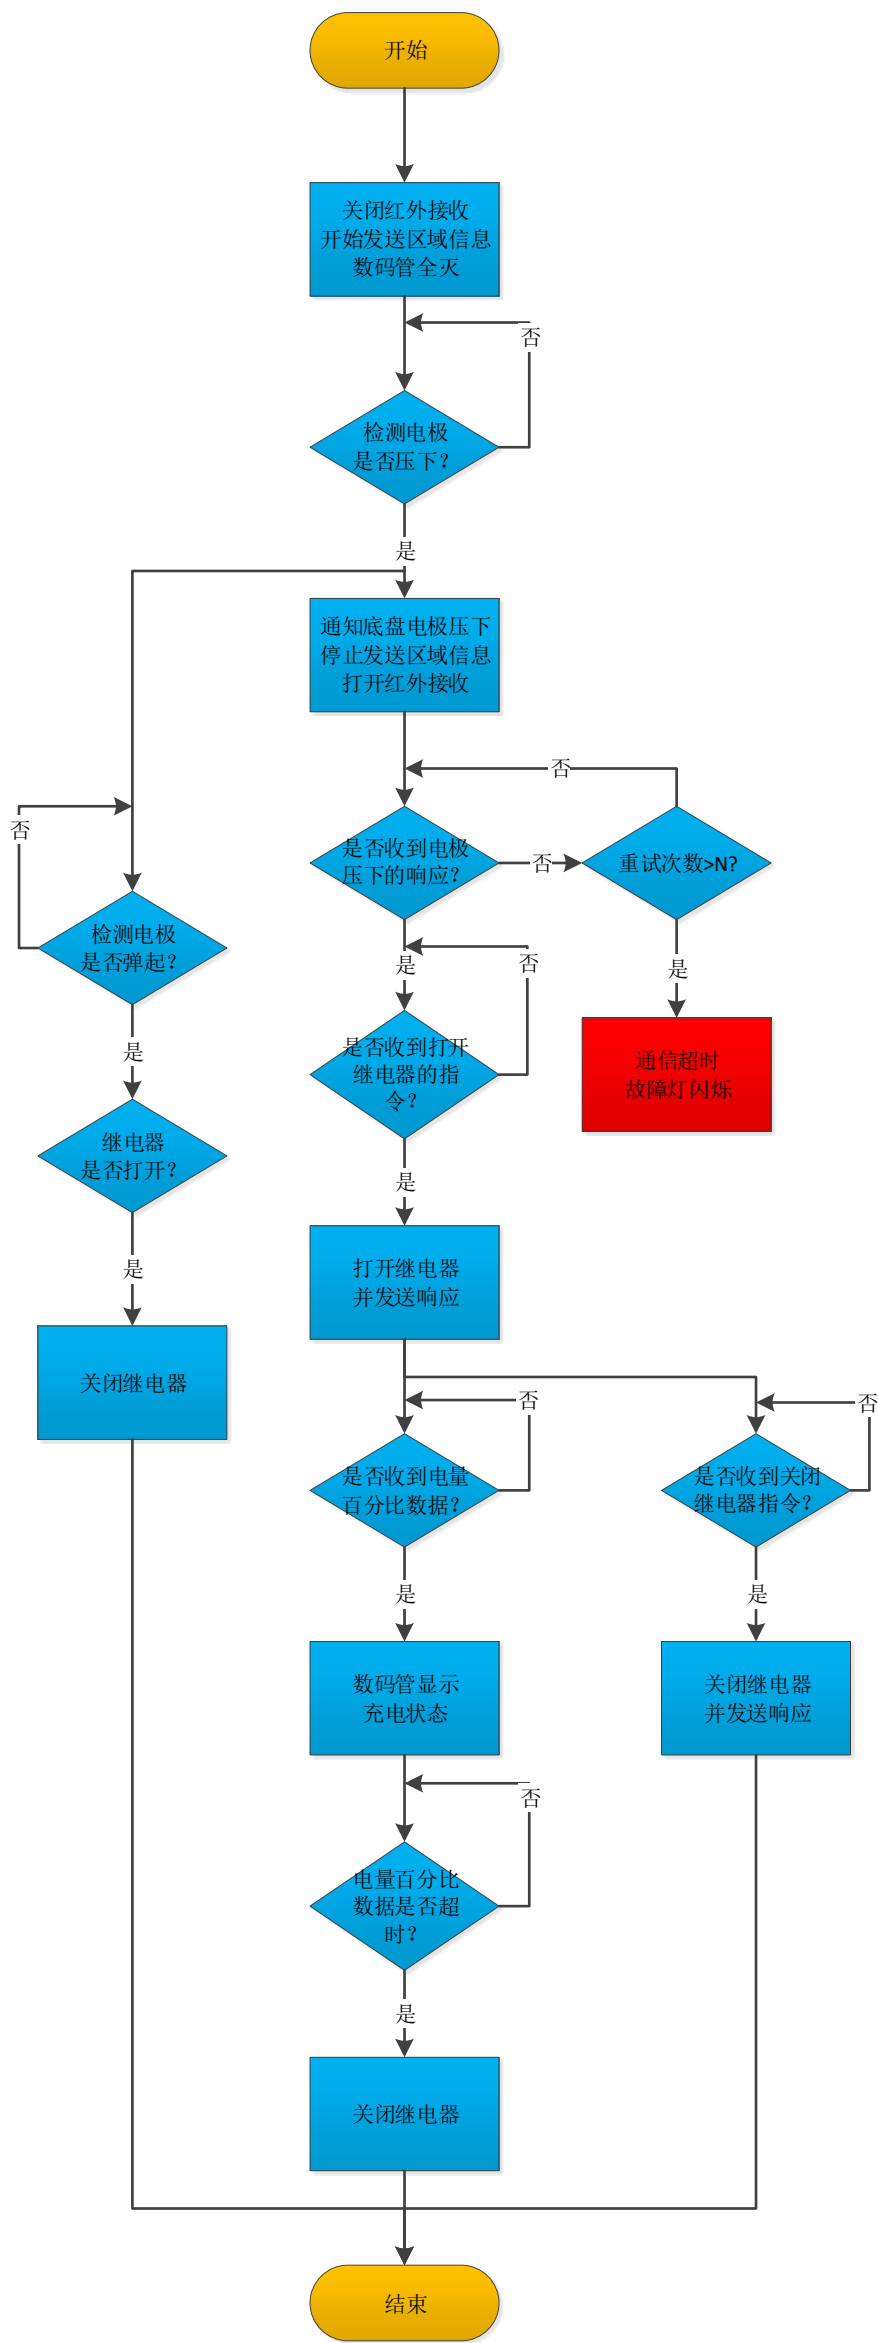 开始
关闭红外接收
开始发送区域信息
数码管全灭
否
检测电极
是否压下?
是
通知底盘电极压下
停止发送区域信息
打开红外接收
否
否
是否收到电极
压下的响应?
否
重试次数>N?
检测电极
是否弹起?
是
否
是
是
是否收到打开
继电器的指
令?
通信超时
故障灯闪烁
继电器
是否打开?
是
是
打开继电器
并发送响应
关闭继电器
否
否
是否收到电量
百分比数据?
是否收到关闭
继电器指令?
是
是
数码管显示
充电状态
关闭继电器
并发送响应
否
电量百分比
数据是否超
时?
是
关闭继电器
结束